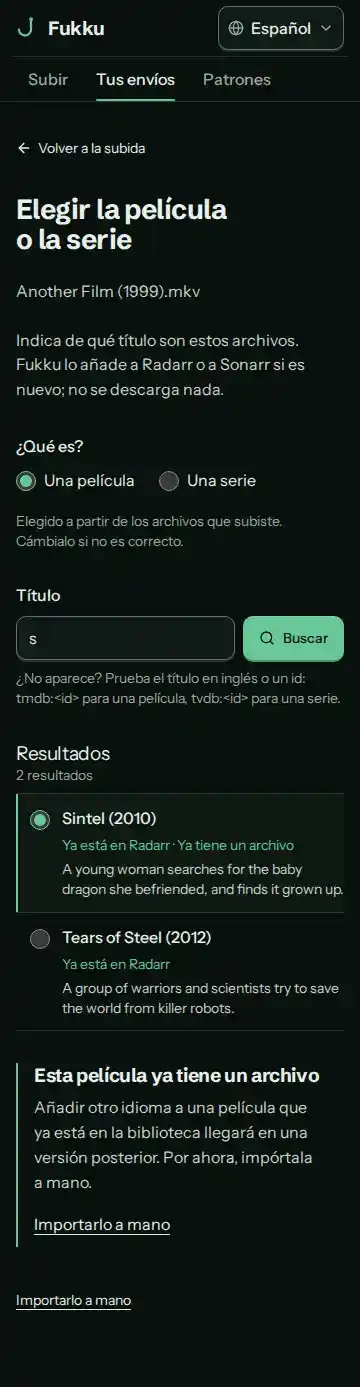 Fukku
Español
Subir
Tus envíos
Patrones
Volver a la subida
Elegir la película
o la serie
Another Film (1999).mkv
Indica de qué título son estos archivos.
Fukku lo añade a Radarr o a Sonarr si es
nuevo; no se descarga nada.
¿Qué es?
Una película
Una serie
Elegido a partir de los archivos que subiste.
Cámbialo si no es correcto.
Título
s
Buscar
¿No aparece? Prueba el título en inglés o un id:
tmdb:<id> para una película, tvdb:<id> para una serie.
Resultados
2 resultados
Sintel (2010)
Ya está en Radarr · Ya tiene un archivo
A young woman searches for the baby
dragon she befriended, and finds it grown up.
Tears of Steel (2012)
Ya está en Radarr
A group of warriors and scientists try to save
the world from killer robots.
Esta película ya tiene un archivo
Añadir otro idioma a una película que
ya está en la biblioteca llegará en una
versión posterior. Por ahora, impórtala
a mano.
Importarlo a mano
Importarlo a mano